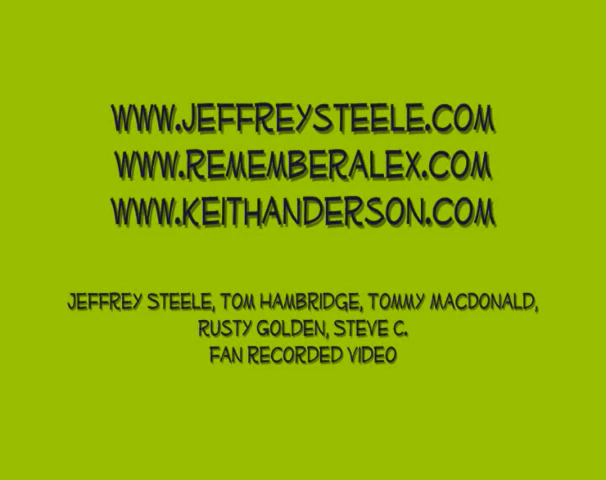 WWW.JEFFREYSTEELE.COM
WWW.REMEMBERALEX.COM
WWW.KEITHANDERSON.COM
JEFFREY STEELE, TOM HAMBRIDGE, TOMMY MACDONALD,
RUSTY GOLDEN, STEVE C.
FAN RECORDED VIDEO